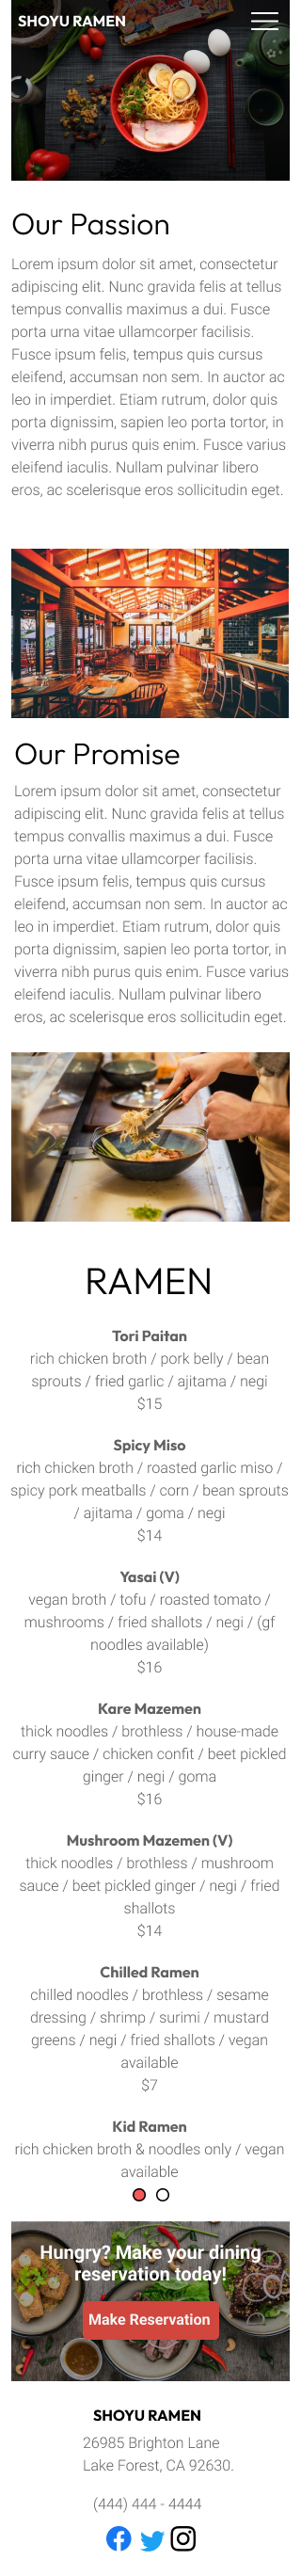 SHOYU RAMEN
Our Passion
Lorem ipsum dolor sit amet, consectetur
adipiscing elit. Nunc gravida felis at tellus
tempus convallis maximus a dui. Fusce
porta urna vitae ullamcorper facilisis.
Fusce ipsum felis, tempus quis cursus
eleifend, accumsan non sem. In auctor ac
leo in imperdiet. Etiam rutrum, dolor quis
porta dignissim, sapien leo porta tortor, in
viverra nibh purus quis enim. Fusce varius
eleifend iaculis. Nullam pulvinar libero
eros, ac scelerisque eros sollicitudin eget.
Our Promise
Lorem ipsum dolor sit amet, consectetur
adipiscing elit. Nunc gravida felis at tellus
tempus convallis maximus a dui. Fusce
porta urna vitae ullamcorper facilisis.
Fusce ipsum felis, tempus quis cursus
eleifend, accumsan non sem. In auctor ac
leo in imperdiet. Etiam rutrum, dolor quis
porta dignissim, sapien leo porta tortor, in
viverra nibh purus quis enim. Fusce varius
eleifend iaculis. Nullam pulvinar libero
eros, ac scelerisque eros sollicitudin eget.
RAMEN
Tori Paitan
rich chicken broth / pork belly / bean
sprouts / fried garlic / ajitama / negi
$15
Spicy Miso
rich chicken broth / roasted garlic miso /
spicy pork meatballs / corn / bean sprouts
/ ajitama / goma / negi
$14
Yasai (V)
vegan broth / tofu / roasted tomato /
mushrooms / fried shallots / negi / (gf
noodles available)
$16
Kare Mazemen
thick noodles / brothless / house-made
curry sauce / chicken confit / beet pickled
ginger / negi / goma
$16
Mushroom Mazemen (V)
thick noodles / brothless / mushroom
sauce / beet pickled ginger / negi / fried
shallots
$14
Chilled Ramen
chilled noodles / brothless / sesame
dressing / shrimp / surimi / mustard
greens / negi / fried shallots / vegan
available
$7
Kid Ramen
rich chicken broth & noodles only / vegan
available
Hungry? Make your dining
reservation today!
Make Reservation
SHOYU RAMEN
26985 Brighton Lane
Lake Forest, CA 92630.
(444) 444 - 4444